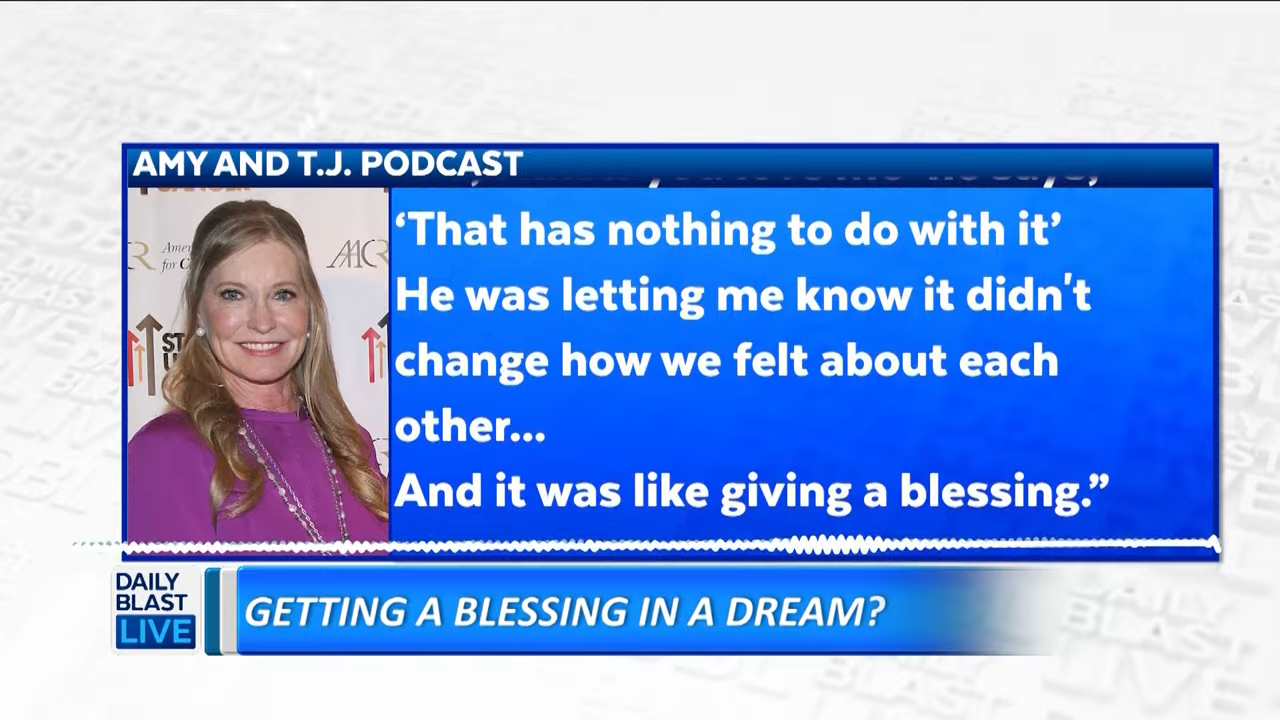 AMY AND T.J. PODCAST
‘That has nothing to do with it’
He was letting me know it didn't
change how we felt about each
other...
And it was like giving a blessing.”
DAILY
BLAST
LIVE
GETTING A BLESSING IN A DREAM?